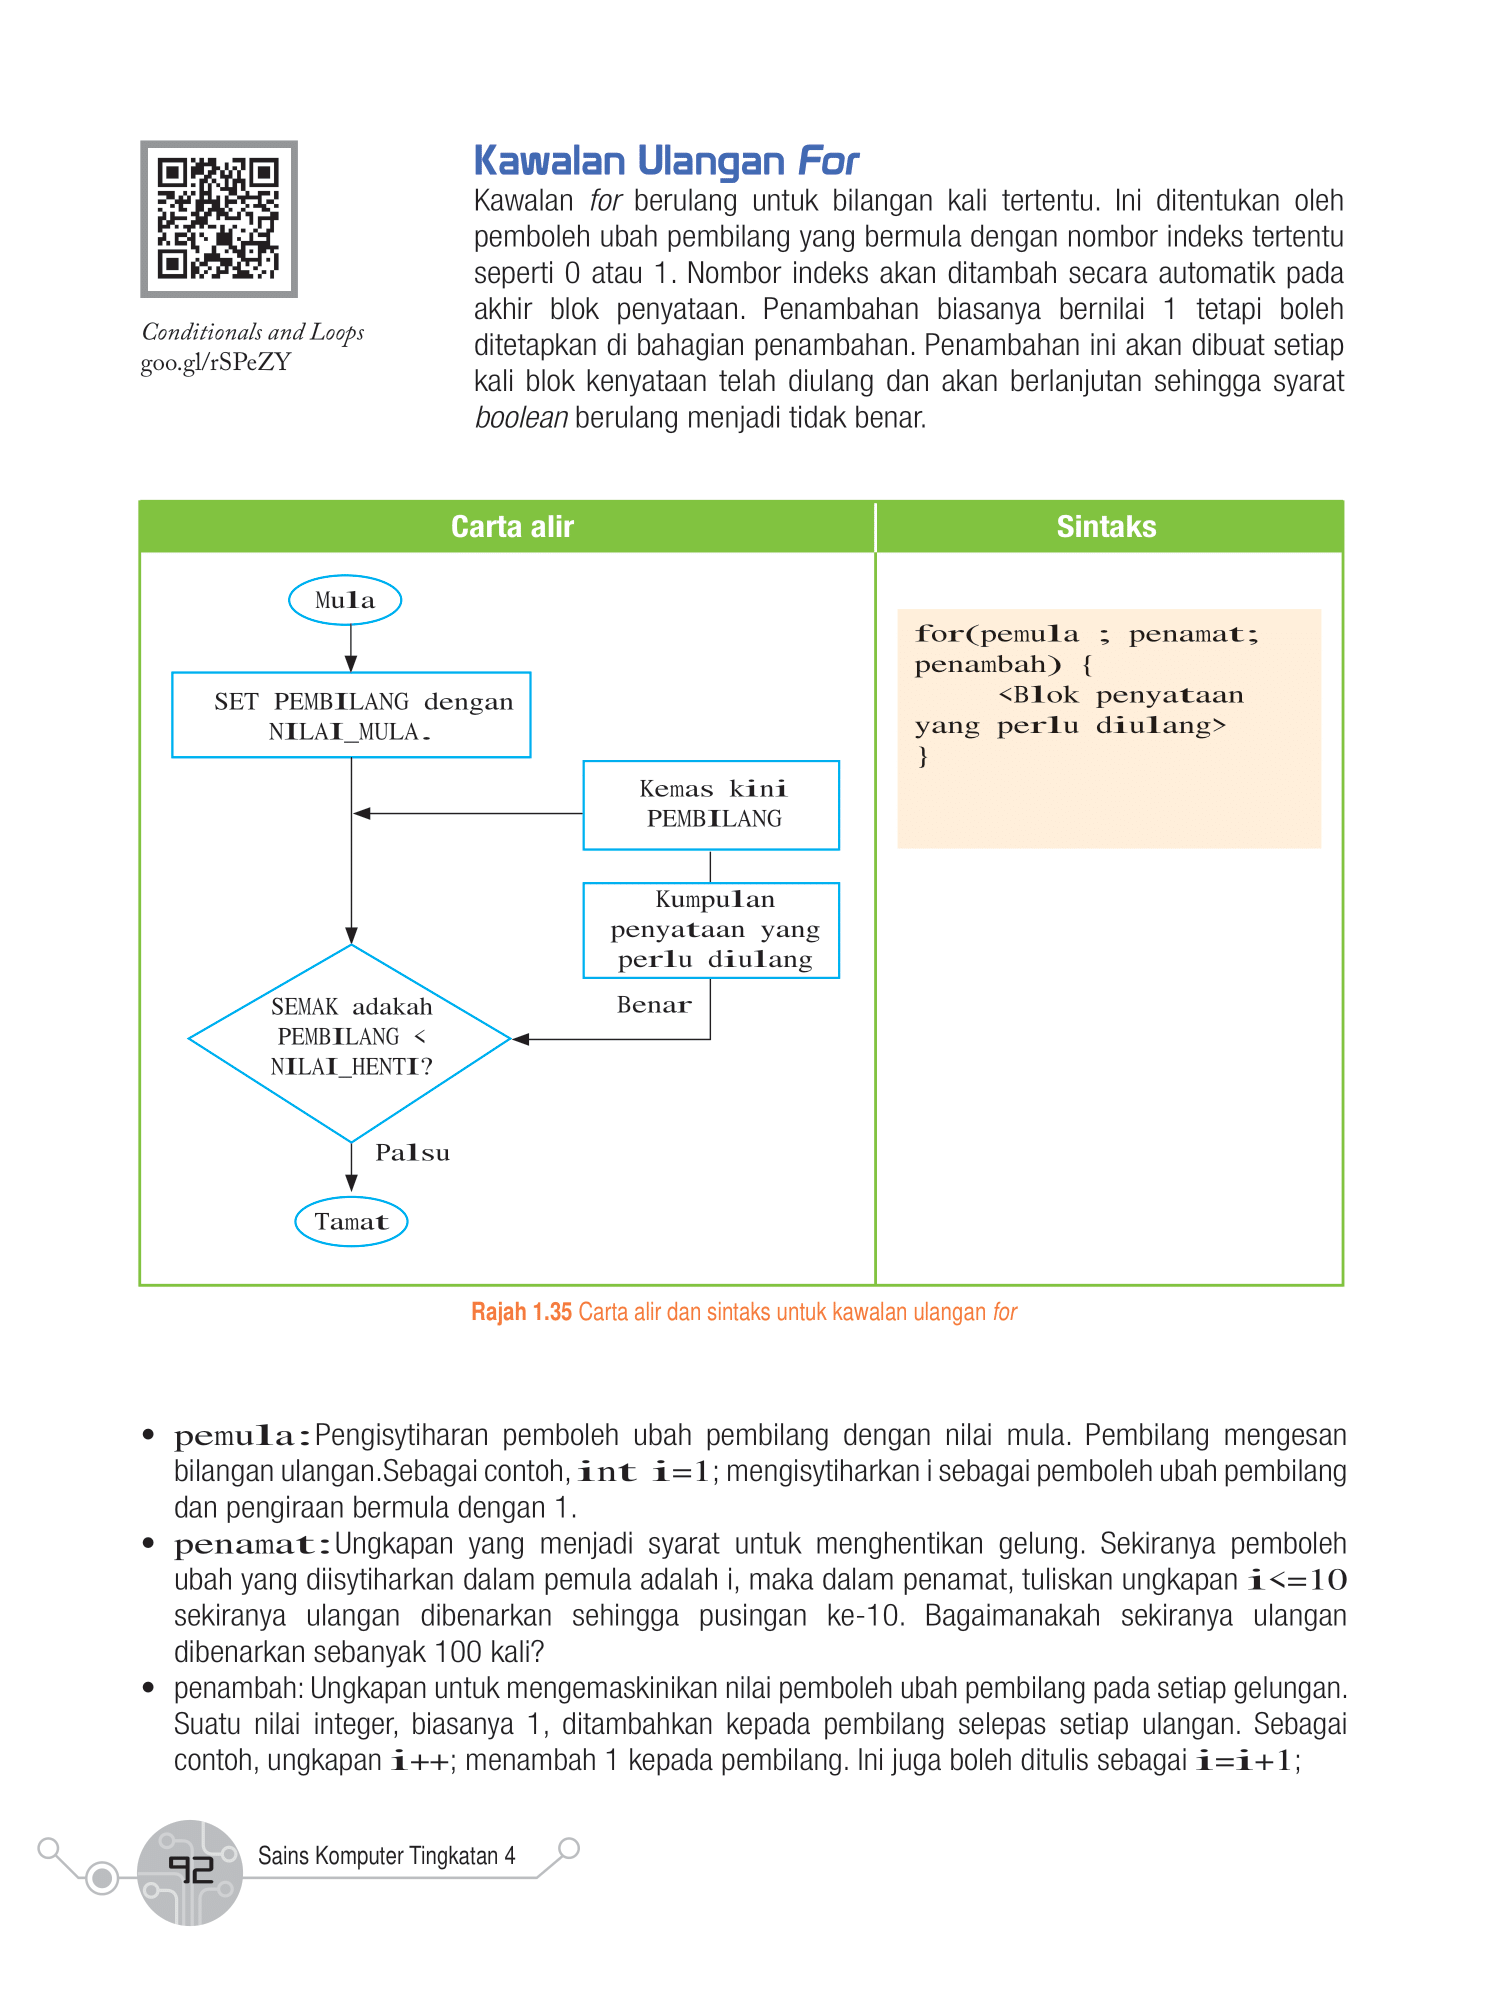 Conditionals and Loops
goo.gl/rSPeZY
Kawalan Ulangan For
Kawalan for berulang untuk bilangan kali tertentu. Ini ditentukan oleh
pemboleh ubah pembilang yang bermula dengan nombor indeks tertentu
seperti 0 atau 1. Nombor indeks akan ditambah secara automatik pada
akhir blok penyataan. Penambahan biasanya bernilai 1 tetapi boleh
ditetapkan di bahagian penambahan. Penambahan ini akan dibuat setiap
kali blok kenyataan telah diulang dan akan berlanjutan sehingga syarat
boolean berulang menjadi tidak benar.
Carta alir
Mula
SET PEMBILANG dengan
NILAI_MULA.
Kemas kini
PEMBILANG
Kumpulan
penyataan yang
perlu diulang
Benar
SEMAK adakah
PEMBILANG <
NILAI_HENTI?
Palsu
Tamat
Sintaks
for(pemula ; penamat;
penambah) {
<Blok penyataan
yang perlu diulang>
}
Rajah 1.35 Carta alir dan sintaks untuk kawalan ulangan for
• pemula:Pengisytiharan pemboleh ubah pembilang dengan nilai mula. Pembilang mengesan
bilangan ulangan.Sebagai contoh, int i=1; mengisytiharkan i sebagai pemboleh ubah pembilang
dan pengiraan bermula dengan 1.
• penamat:Ungkapan yang menjadi syarat untuk menghentikan gelung. Sekiranya pemboleh
ubah yang diisytiharkan dalam pemula adalah i, maka dalam penamat, tuliskan ungkapan i<=10
sekiranya ulangan dibenarkan sehingga pusingan ke-10. Bagaimanakah sekiranya ulangan
dibenarkan sebanyak 100 kali?
• penambah: Ungkapan untuk mengemaskinikan nilai pemboleh ubah pembilang pada setiap gelungan.
Suatu nilai integer, biasanya 1, ditambahkan kepada pembilang selepas setiap ulangan. Sebagai
contoh, ungkapan i++; menambah 1 kepada pembilang. Ini juga boleh ditulis sebagai i=i+1;
92
Sains Komputer Tingkatan 4